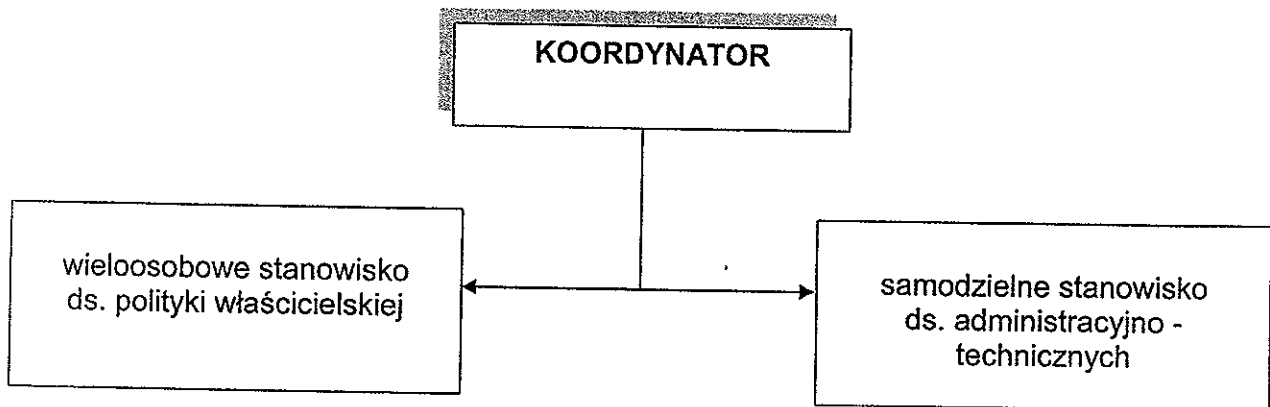 KOORDYNATOR
wieloosobowe stanowisko
ds. polityki właścicielskiej
samodzielne stanowisko
ds. administracyjno -
technicznych